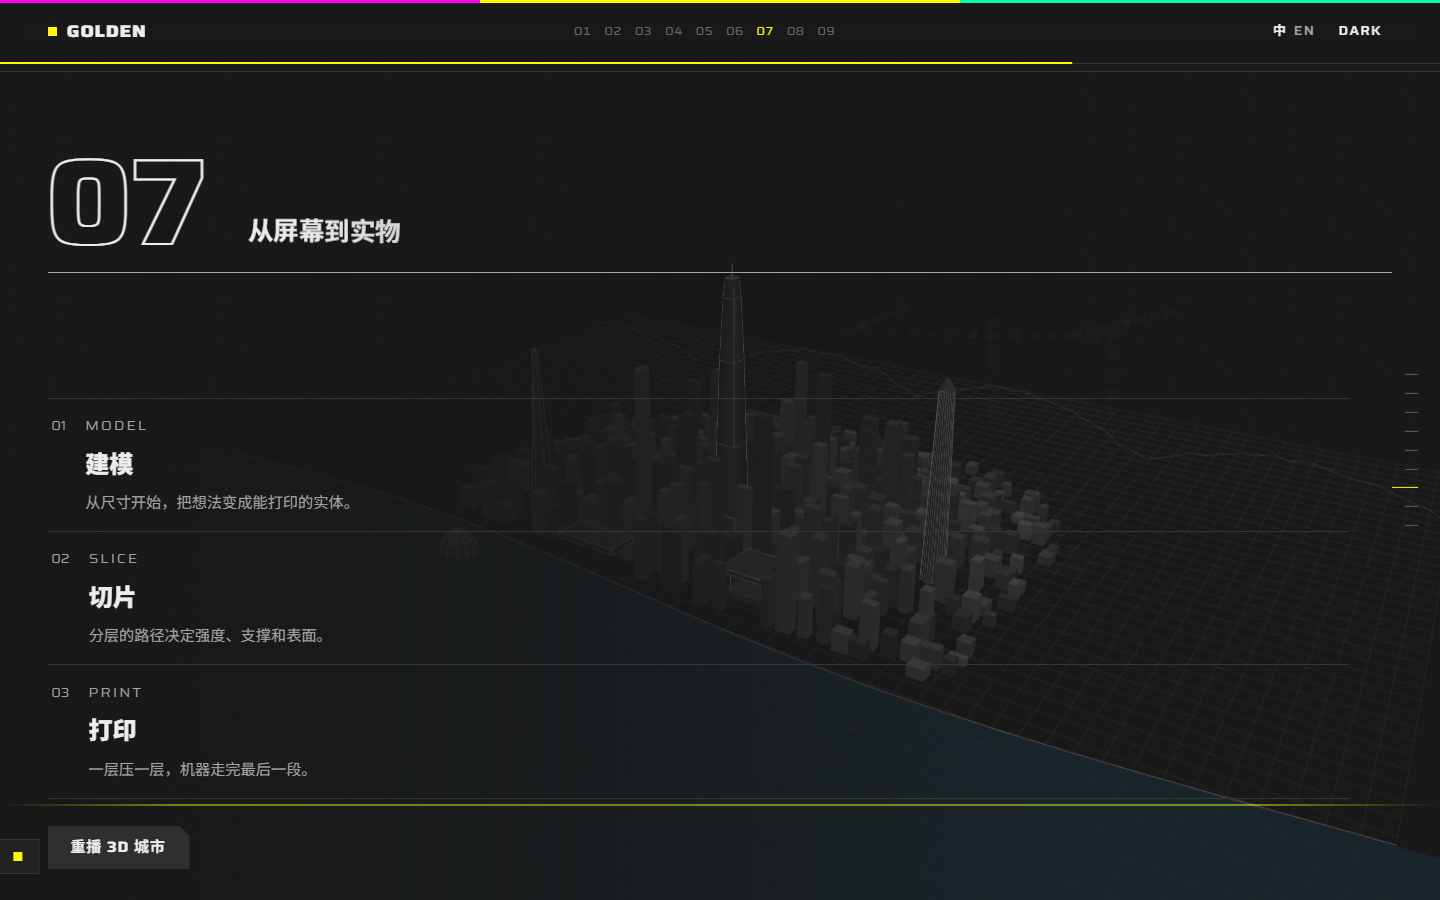 GOLDEN
01 02 03 04 05 06 07 08 09
中 EN DARK
07
从屏幕到实物
01 MODEL
建模
从尺寸开始，把想法变成能打印的实体。
02 SLICE
切片
分层的路径决定强度、支撑和表面。
03 PRINT
打印
一层压一层，机器走完最后一段。
重播 3D 城市